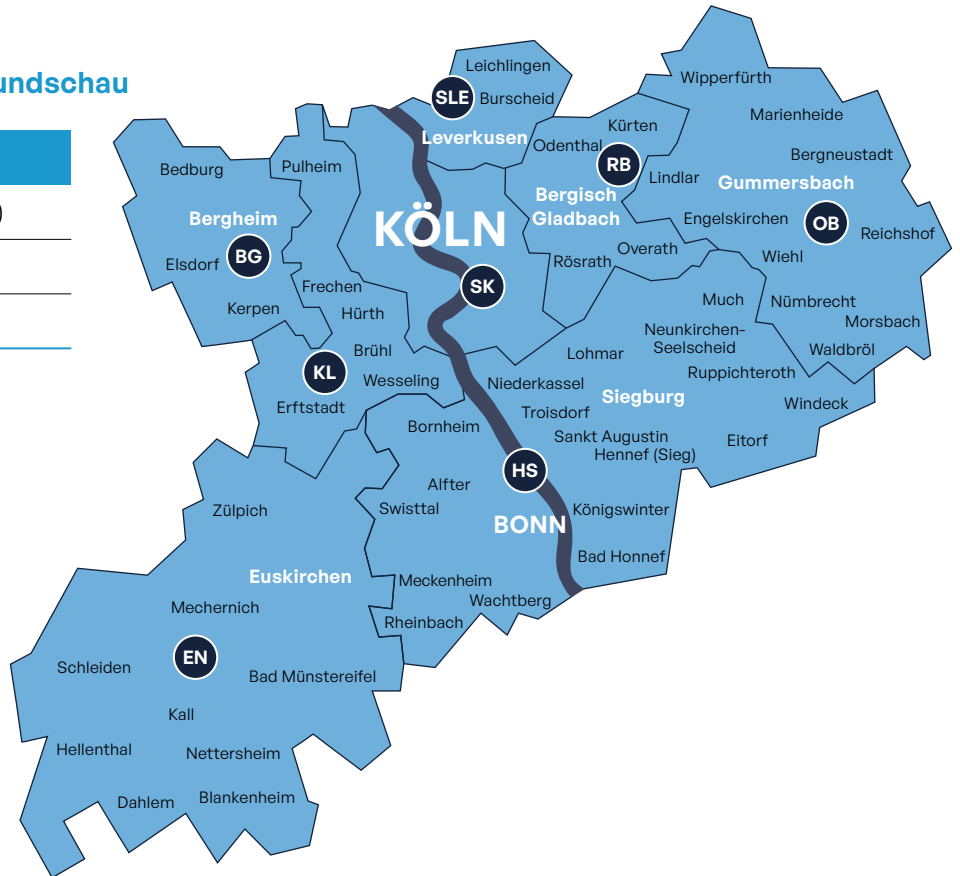 undschau
)
Leichlingen
SLE
Burscheid
Leverkusen
Wipperfürth
Marienheide
Kürten
Odenthal
RB
Bergneustadt
Bedburg
Pulheim
Lindlar
Gummersbach
Bergisch
Gladbach
Bergheim
KÖLN
Engelskirchen
OB
Reichshof
Elsdorf
BG
Rösrath
Overath
Wiehl
Frechen
SK
Kerpen
Hürth
Much
Nümbrecht
Morsbach
Neunkirchen-
Seelscheid
Brühl
Lohmar
Waldbröl
KL
Wesseling
Niederkassel
Ruppichteroth
Siegburg
Erftstadt
Troisdorf
Windeck
Bornheim
Sankt Augustin
Hennef (Sieg)
Eitorf
HS
Alfter
Swisttal
Zülpich
BONN
Königswinter
Bad Honnef
Euskirchen
Meckenheim
Wachtberg
Mechernich
Rheinbach
EN
Schleiden
Bad Münstereifel
Kall
Hellenthal
Nettersheim
Dahlem
Blankenheim